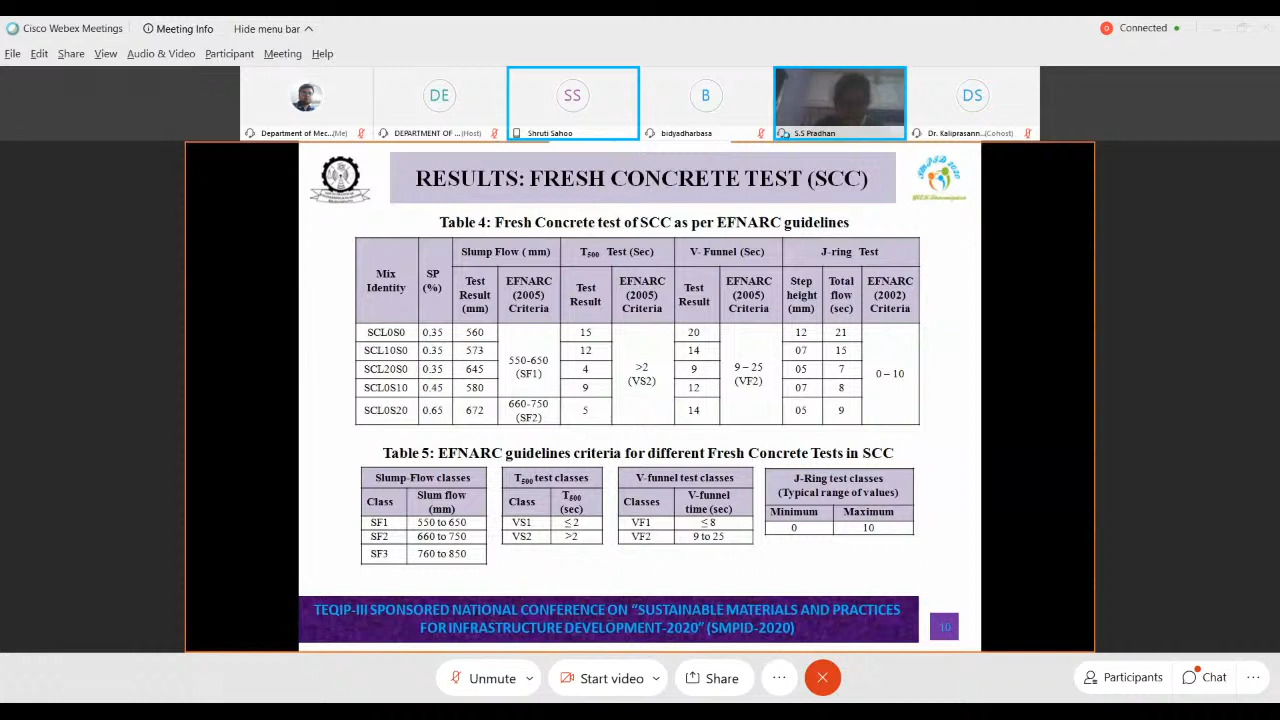 Cisco Webex Meetings
Meeting Info
Hide menu bar
Connected
File Edit Share View Audio & Video Participant Meeting Help
DE SS B DS
Department of Mec... (Me) DEPARTMENT OF ... (Host) Shruti Sahoo bidyadharbasa S.S Pradhan Dr. Kaliprasann... (Cohost)
RESULTS: FRESH CONCRETE TEST (SCC)
Table 4: Fresh Concrete test of SCC as per EFNARC guidelines
Mix Identity SP (%) Slump Flow ( mm) T500 Test (Sec) V- Funnel (Sec) J-ring Test
Test Result (mm) EFNARC (2005) Criteria Test Result EFNARC (2005) Criteria Test Result EFNARC (2005) Criteria Step height (mm) Total flow (sec) EFNARC (2002) Criteria
SCL0S0 0.35 560 550-650 (SF1) 15 >2 (VS2) 20 9 – 25 (VF2) 12 21 0 – 10
SCL10S0 0.35 573 12 14 07 15
SCL20S0 0.35 645 4 9 05 7
SCL0S10 0.45 580 9 12 07 8
SCL0S20 0.65 672 660-750 (SF2) 5 14 05 9
Table 5: EFNARC guidelines criteria for different Fresh Concrete Tests in SCC
Slump-Flow classes
Class Slum flow (mm)
SF1 550 to 650
SF2 660 to 750
SF3 760 to 850
T500 test classes
Class T500 (sec)
VS1 ≤ 2
VS2 >2
V-funnel test classes
Classes V-funnel time (sec)
VF1 ≤ 8
VF2 9 to 25
J-Ring test classes
(Typical range of values)
Minimum Maximum
0 10
TEQIP-III SPONSORED NATIONAL CONFERENCE ON “SUSTAINABLE MATERIALS AND PRACTICES
FOR INFRASTRUCTURE DEVELOPMENT-2020” (SMPID-2020)
10
Unmute Start video Share Participants Chat